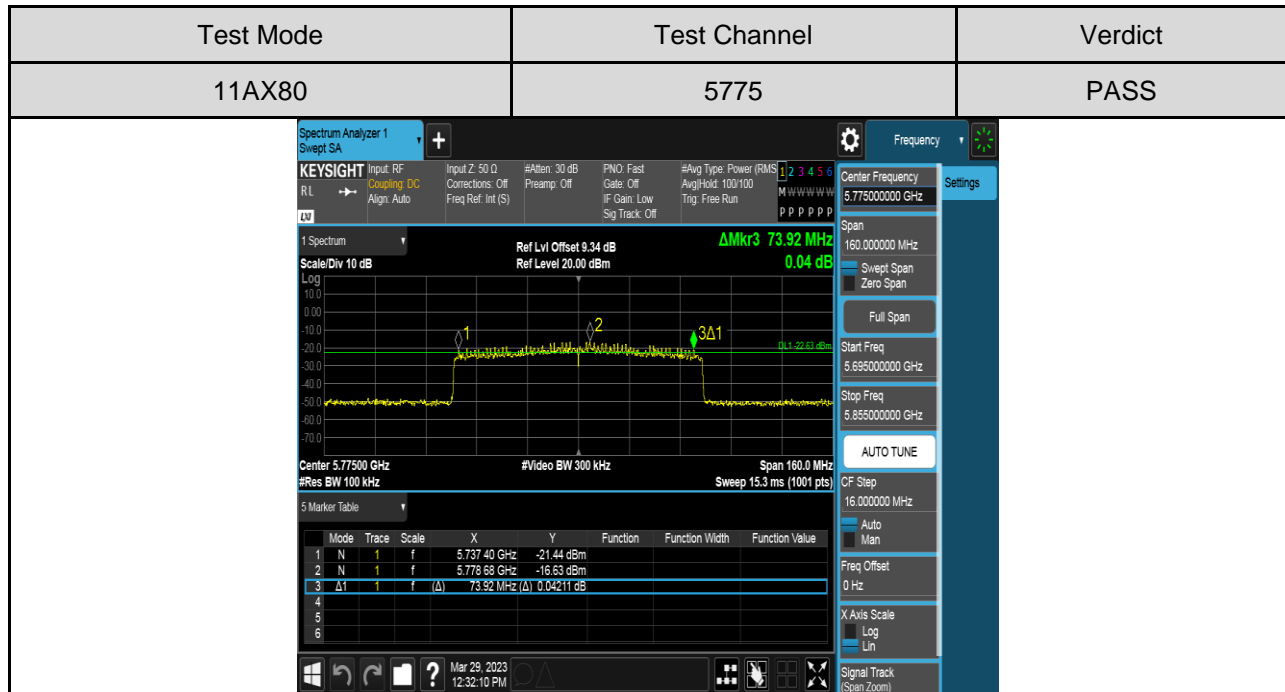 Test Mode Test Channel Verdict
11AX80 5775 PASS
Spectrum Analyzer 1
Swept SA
+
Frequency
Settings
KEYSIGHT
RL
LXI
Input: RF
Coupling: DC
Align: Auto
Input Z: 50 Ω
Corrections: Off
Freq Ref: Int (S)
#Atten: 30 dB
Preamp: Off
PNO: Fast
Gate: Off
IF Gain: Low
Sig Track: Off
#Avg Type: Power (RMS
Avg|Hold: 100/100
Trig: Free Run
1 2 3 4 5 6
M W W W W W
P P P P P P
1 Spectrum
Scale/Div 10 dB
Ref Lvl Offset 9.34 dB
Ref Level 20.00 dBm
ΔMkr3 73.92 MHz
0.04 dB
Log
10.0
0.00
-10.0
-20.0
-30.0
-40.0
-50.0
-60.0
-70.0
1
2
3Δ1
DL1 -22.63 dBm
Center 5.77500 GHz #Video BW 300 kHz Span 160.0 MHz
#Res BW 100 kHz Sweep 15.3 ms (1001 pts)
5 Marker Table
Mode Trace Scale X Y Function Function Width Function Value
1 N 1 f 5.737 40 GHz -21.44 dBm
2 N 1 f 5.778 68 GHz -16.63 dBm
3 Δ1 1 f (Δ) 73.92 MHz (Δ) 0.04211 dB
4
5
6
?
Mar 29, 2023
12:32:10 PM
Center Frequency
5.775000000 GHz
Span
160.000000 MHz
Swept Span
Zero Span
Full Span
Start Freq
5.695000000 GHz
Stop Freq
5.855000000 GHz
AUTO TUNE
CF Step
16.000000 MHz
Auto
Man
Freq Offset
0 Hz
X Axis Scale
Log
Lin
Signal Track
(Span Zoom)